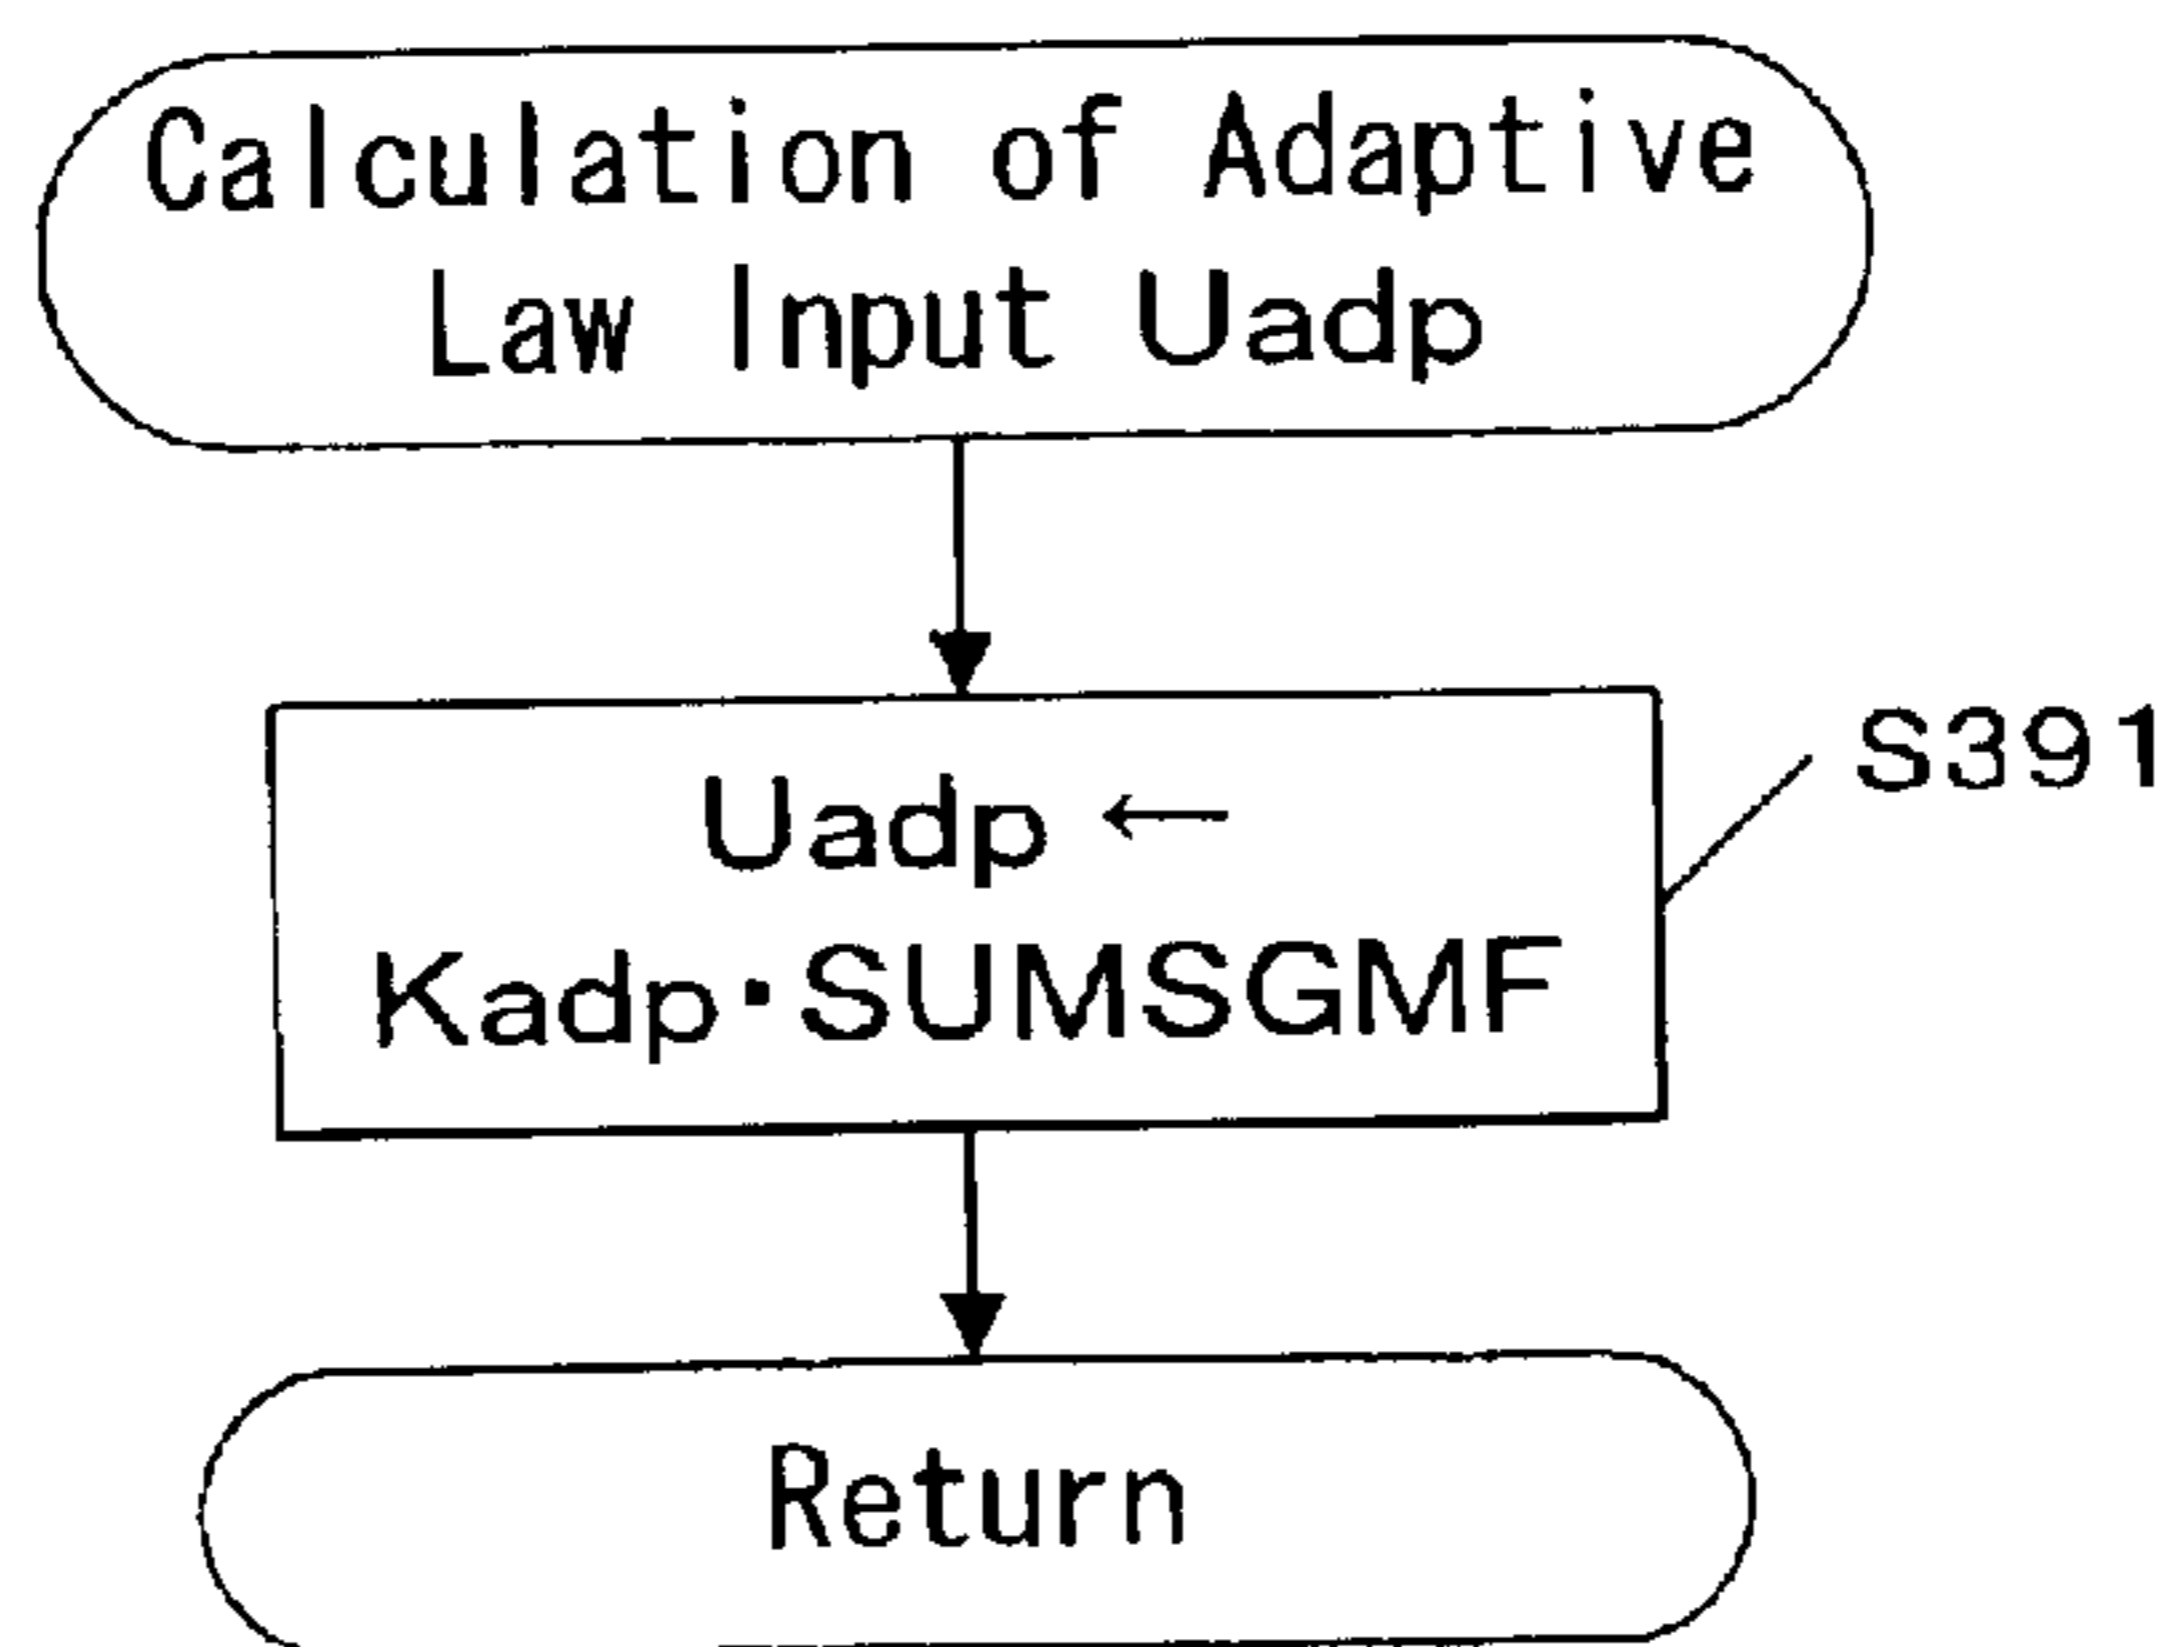 Calculation of Adaptive
Law Input Uadp
Uadp ←
Kadp·SUMSGMF
S391
Return